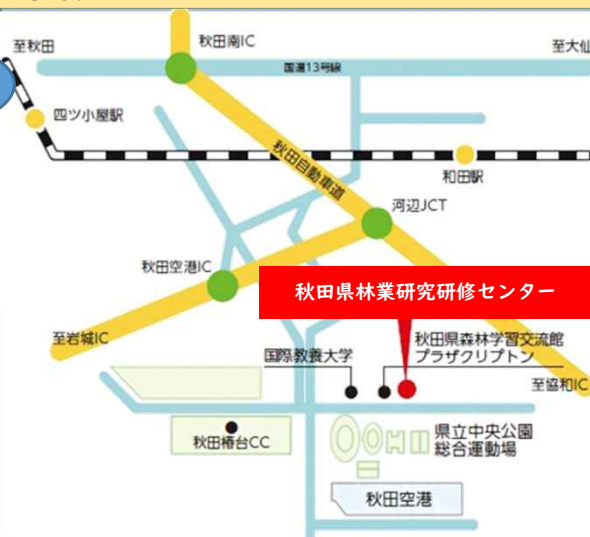 秋田南IC
至秋田
至大仙
国道13号線
四ツ小屋駅
秋田自動車道
和田駅
河辺JCT
秋田空港IC
秋田県林業研究研修センター
至岩城IC
国際教養大学
秋田県森林学習交流館
プラザクリプトン
至協和IC
秋田椿台CC
県立中央公園
総合運動場
秋田空港